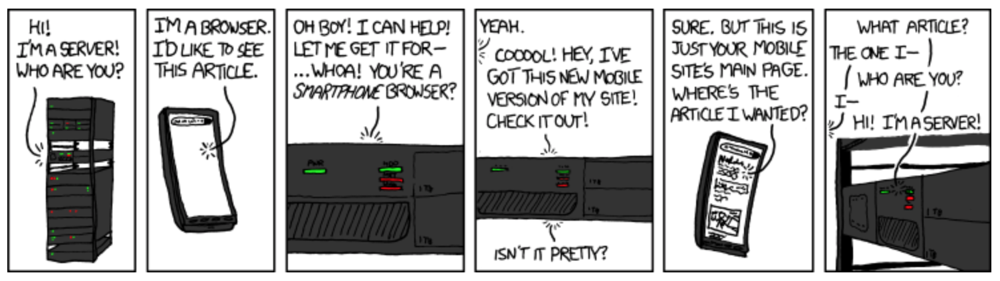 HI!
I'M A SERVER!
WHO ARE YOU?
I'M A BROWSER.
I'D LIKE TO SEE
THIS ARTICLE.
OH BOY! I CAN HELP!
LET ME GET IT FOR—
...WHOA! YOU'RE A
SMARTPHONE BROWSER?
PWR
HDD
1 TB
1 TB
YEAH.
COOOOL! HEY, I'VE
GOT THIS NEW MOBILE
VERSION OF MY SITE!
CHECK IT OUT!
1 TB
1 TB
ISN'T IT PRETTY?
SURE. BUT THIS IS
JUST YOUR MOBILE
SITE'S MAIN PAGE.
WHERE'S THE
ARTICLE I WANTED?
WHAT ARTICLE?
THE ONE I—
WHO ARE YOU?
I—
HI! I'M A SERVER!
1 TB
1 TB